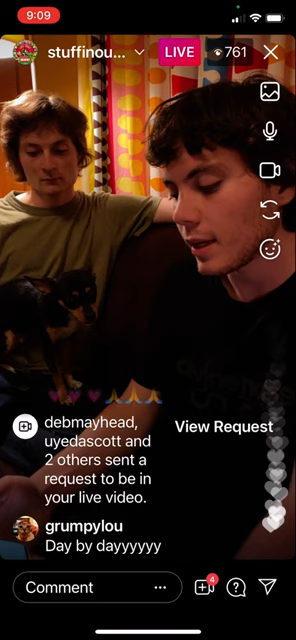 9:09
stuffinou...
LIVE
761
debmayhead,
uyedascott and
2 others sent a
request to be in
your live video.
View Request
grumpylou
Day by dayyyyyy
Comment
4